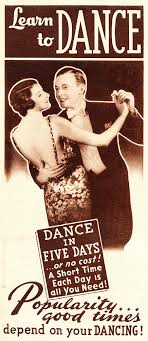 Learn
to DANCE
DANCE
IN
FIVE DAYS
...or no cost!
A Short Time
Each Day is
all you Need!
Popularity...
good times
depend on your DANCING!